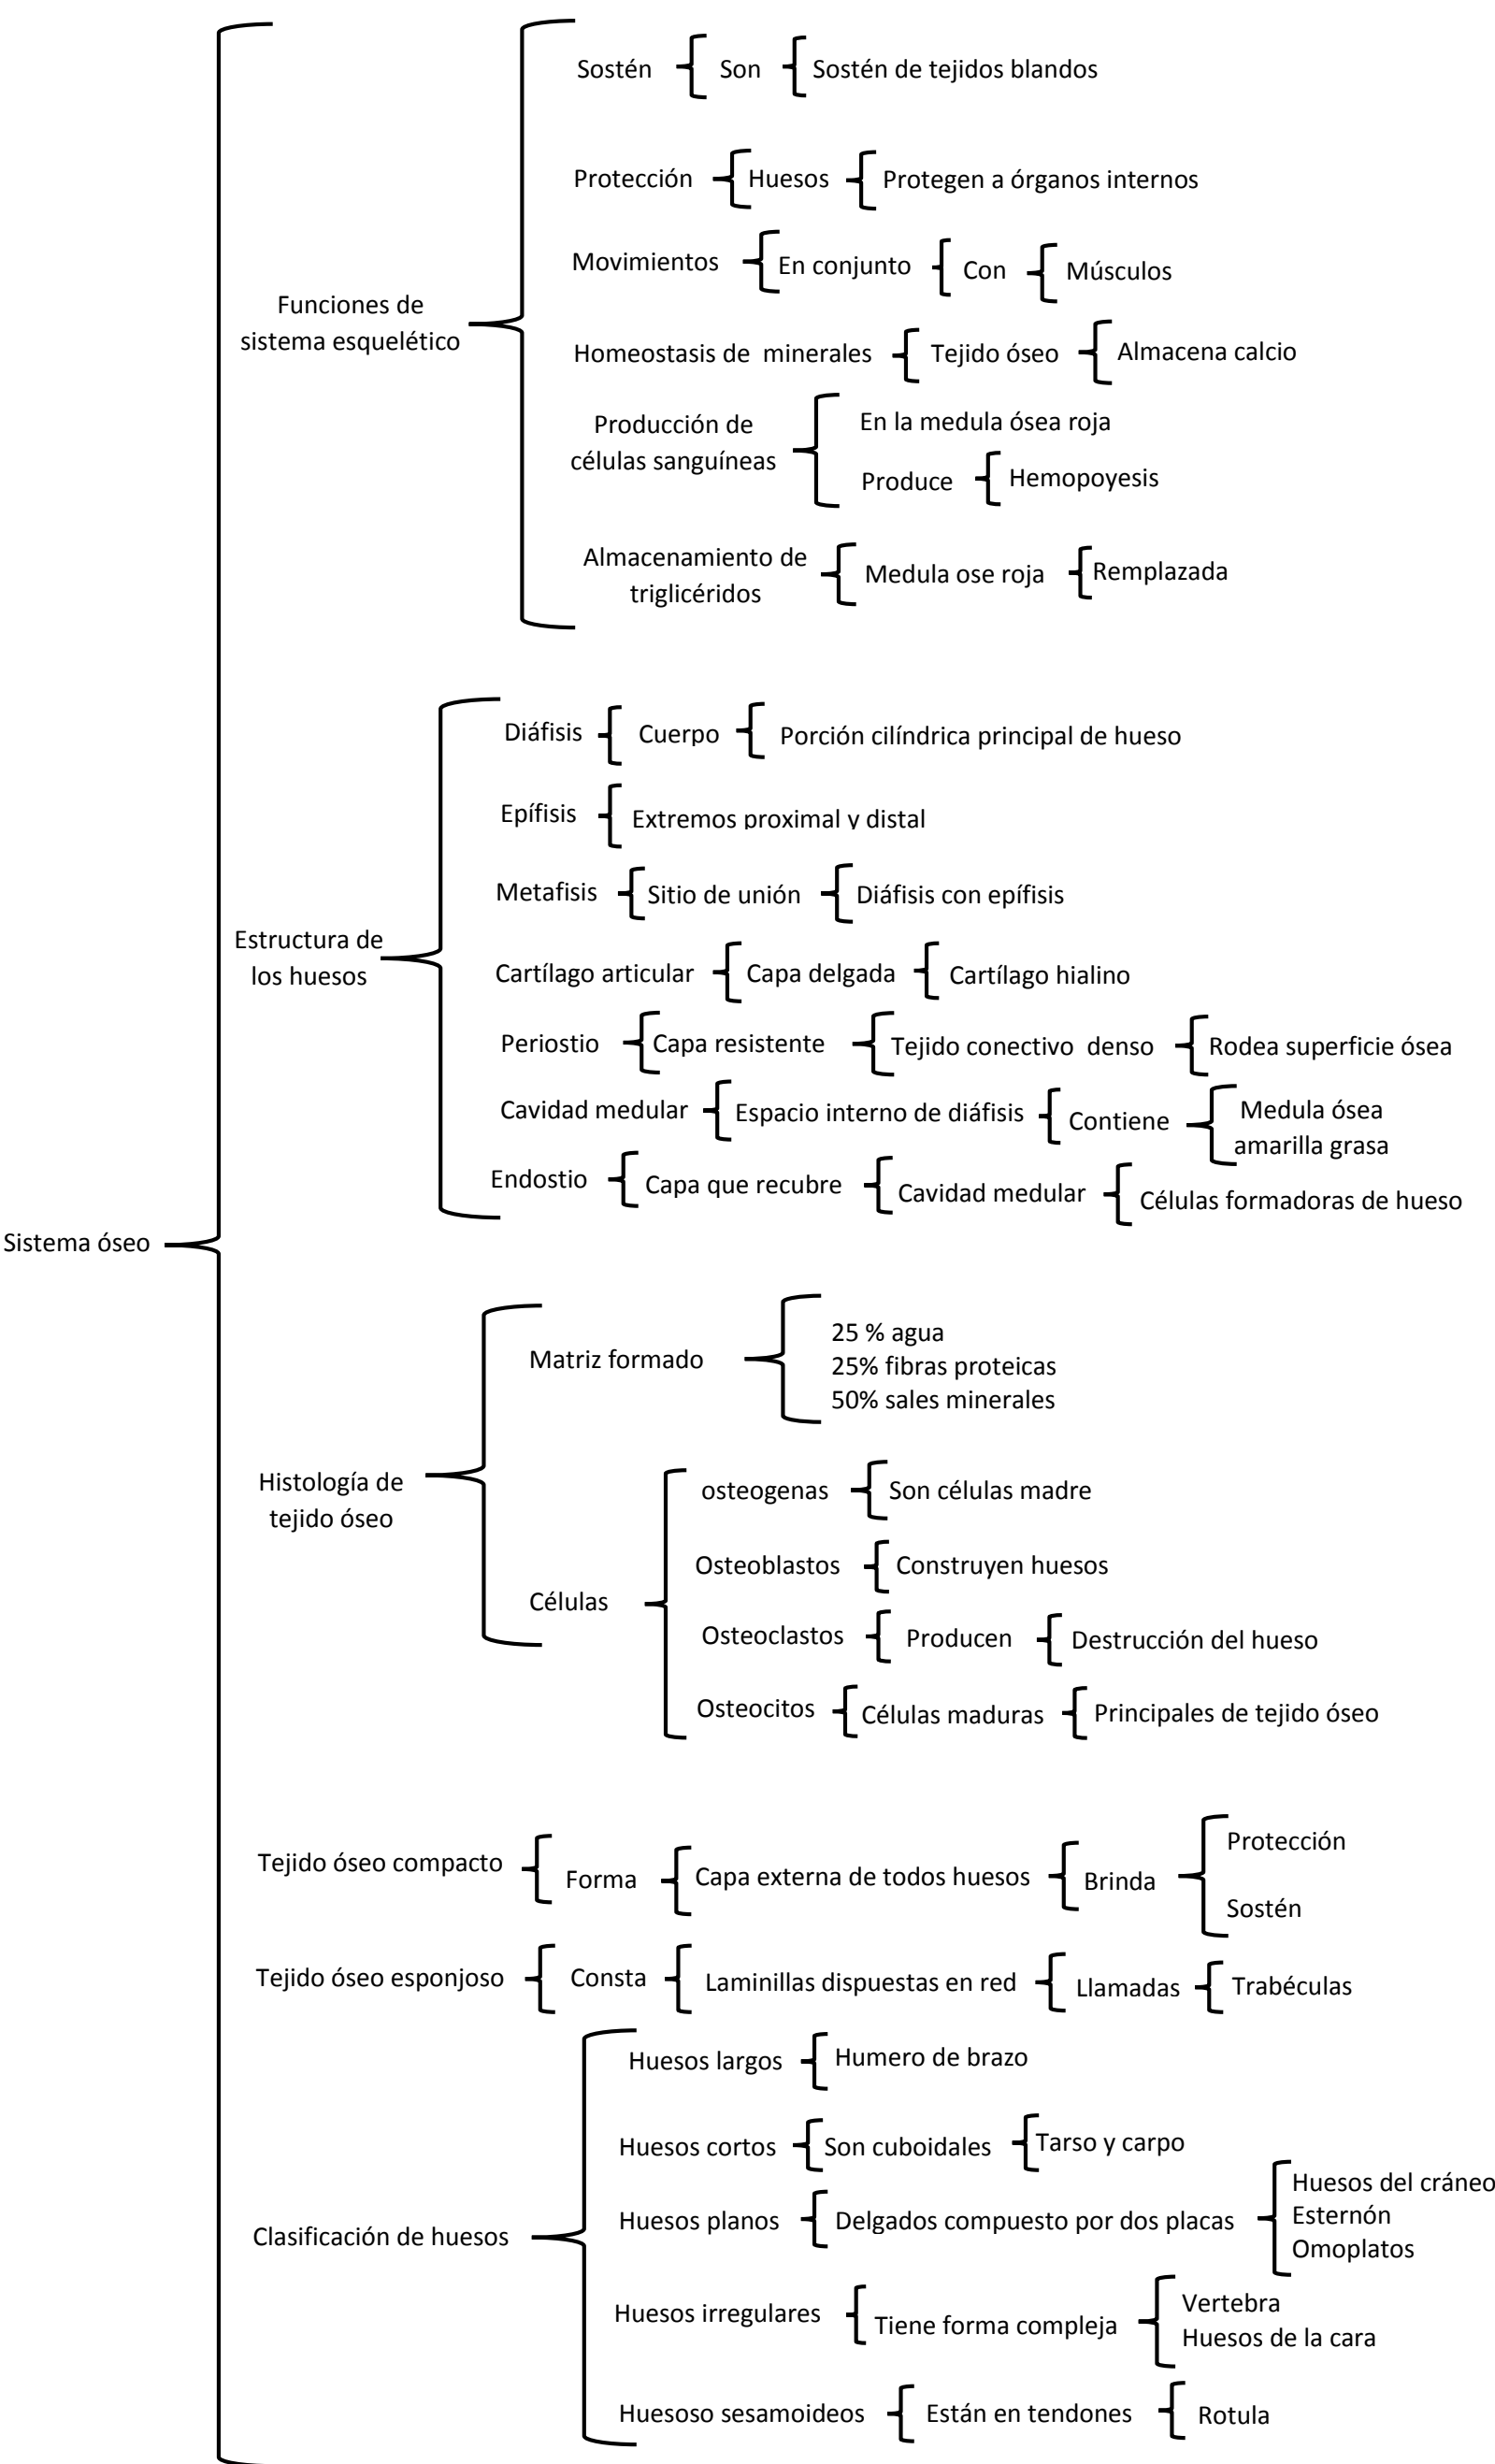 Sostén Son Sostén de tejidos blandos
Protección Huesos Protegen a órganos internos
Movimientos En conjunto Con Músculos
Funciones de
sistema esquelético
Homeostasis de minerales Tejido óseo Almacena calcio
Producción de
células sanguíneas
En la medula ósea roja
Produce Hemopoyesis
Almacenamiento de
triglicéridos
Medula ose roja Remplazada
Diáfisis Cuerpo Porción cilíndrica principal de hueso
Epífisis Extremos proximal y distal
Metafisis Sitio de unión Diáfisis con epífisis
Estructura de
los huesos
Cartílago articular Capa delgada Cartílago hialino
Periostio Capa resistente Tejido conectivo denso Rodea superficie ósea
Cavidad medular Espacio interno de diáfisis Contiene
Medula ósea
amarilla grasa
Endostio Capa que recubre Cavidad medular Células formadoras de hueso
Sistema óseo
Matriz formado
25 % agua
25% fibras proteicas
50% sales minerales
Histología de
tejido óseo
osteogenas Son células madre
Osteoblastos Construyen huesos
Células
Osteoclastos Producen Destrucción del hueso
Osteocitos Células maduras Principales de tejido óseo
Tejido óseo compacto Forma Capa externa de todos huesos Brinda
Protección
Sostén
Tejido óseo esponjoso Consta Laminillas dispuestas en red Llamadas Trabéculas
Huesos largos Humero de brazo
Huesos cortos Son cuboidales Tarso y carpo
Clasificación de huesos
Huesos planos Delgados compuesto por dos placas
Huesos del cráneo
Esternón
Omoplatos
Huesos irregulares Tiene forma compleja
Vertebra
Huesos de la cara
Huesoso sesamoideos Están en tendones Rotula